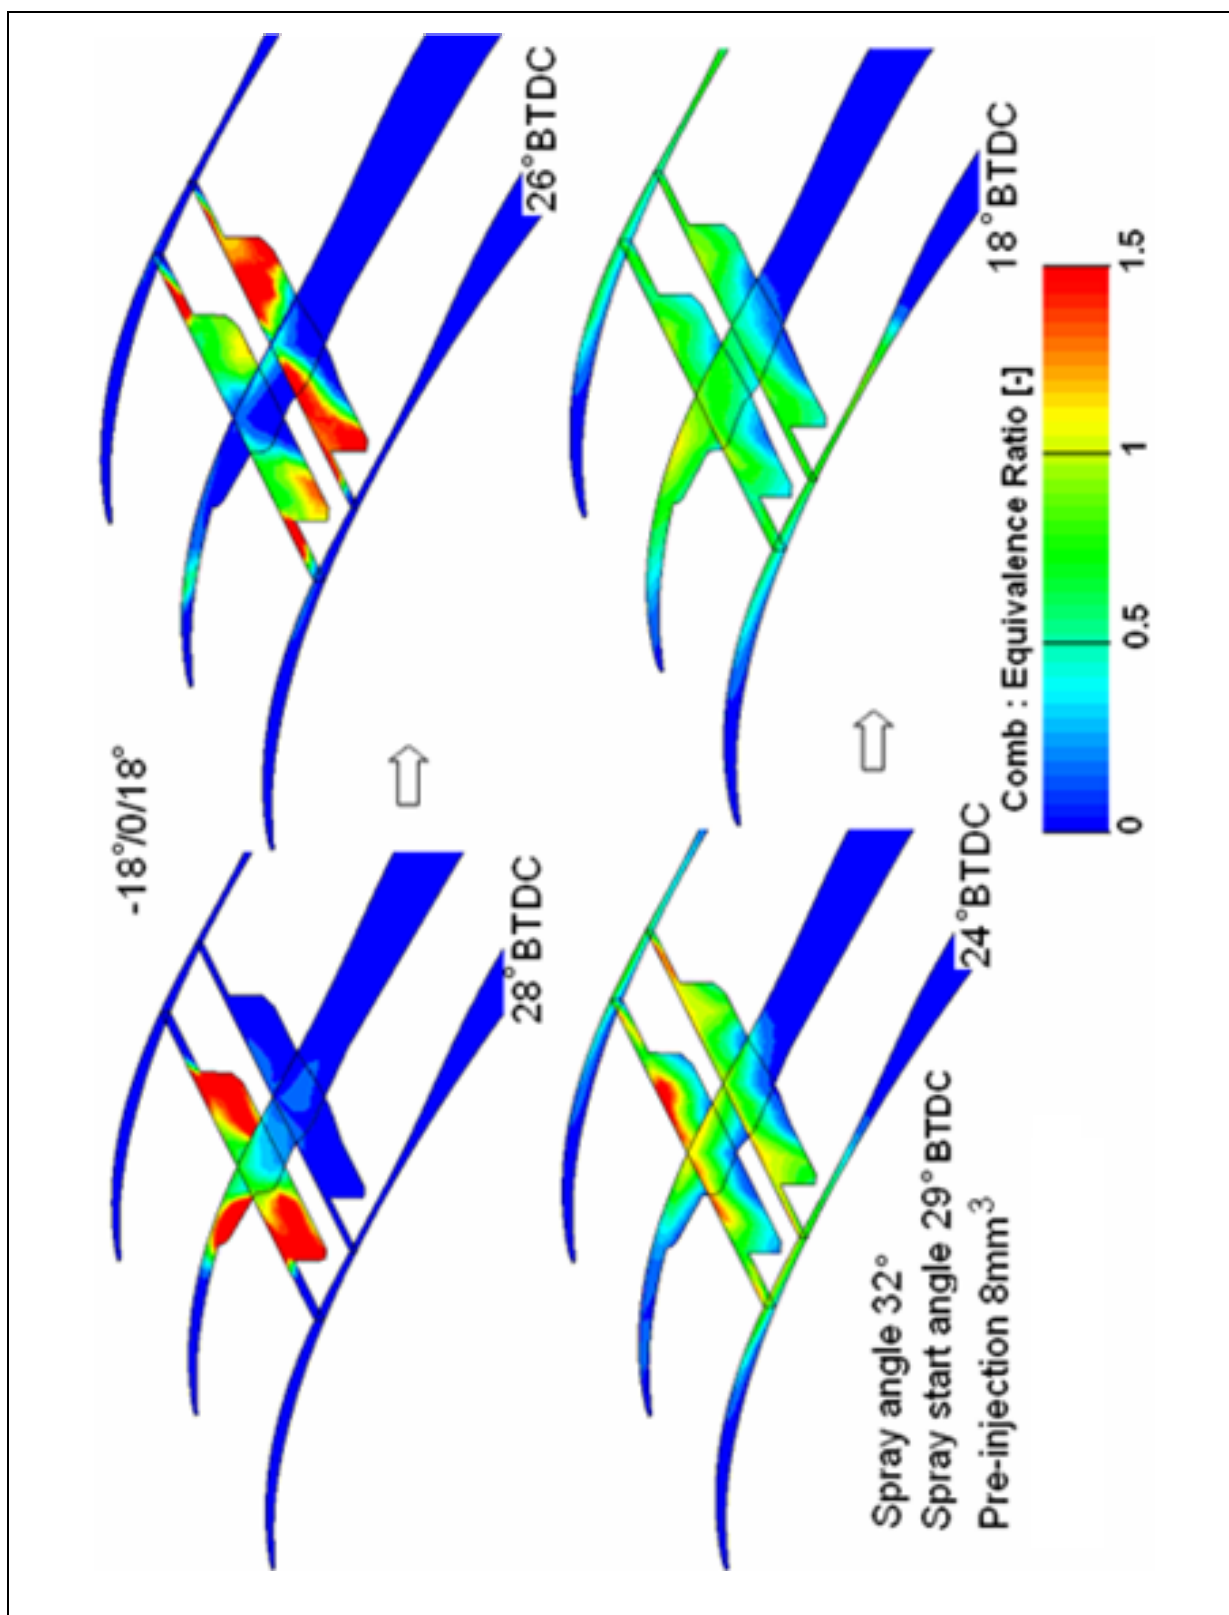 -18°/0/18°
28°BTDC
26°BTDC
24°BTDC
18°BTDC
Spray angle 32°
Spray start angle 29°BTDC
Pre-injection 8mm³
Comb : Equivalence Ratio [-]
0
0.5
1
1.5